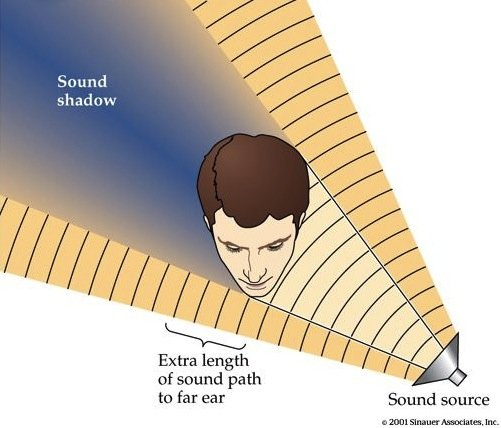 Sound
shadow
Extra length
of sound path
to far ear
Sound source
© 2001 Sinauer Associates, Inc.